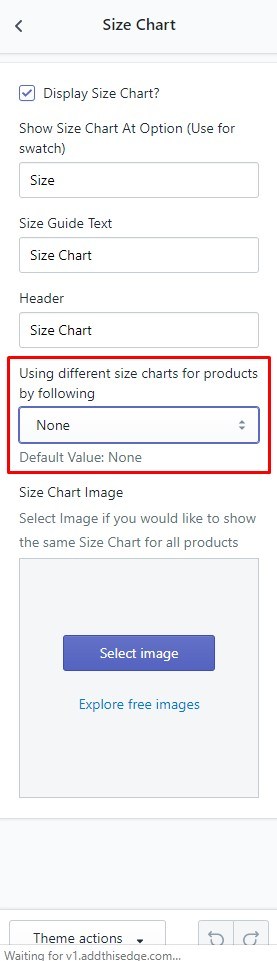 Size Chart
Display Size Chart?
Show Size Chart At Option (Use for
swatch)
Size
Size Guide Text
Size Chart
Header
Size Chart
Using different size charts for products
by following
None
Default Value: None
Size Chart Image
Select Image if you would like to show
the same Size Chart for all products
Select image
Explore free images
Theme actions
Waiting for v1.addthisedge.com...